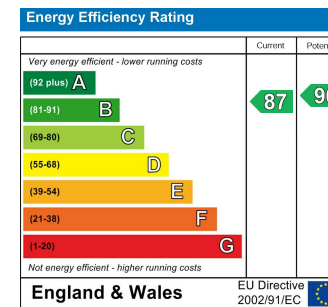 Energy Efficiency Rating
Current
Very energy efficient - lower running costs
(92 plus) A
(81-91) B
87
(69-80) C
(55-68) D
(39-54) E
(21-38) F
(1-20) G
Not energy efficient - higher running costs
England & Wales
EU Directive
2002/91/EC